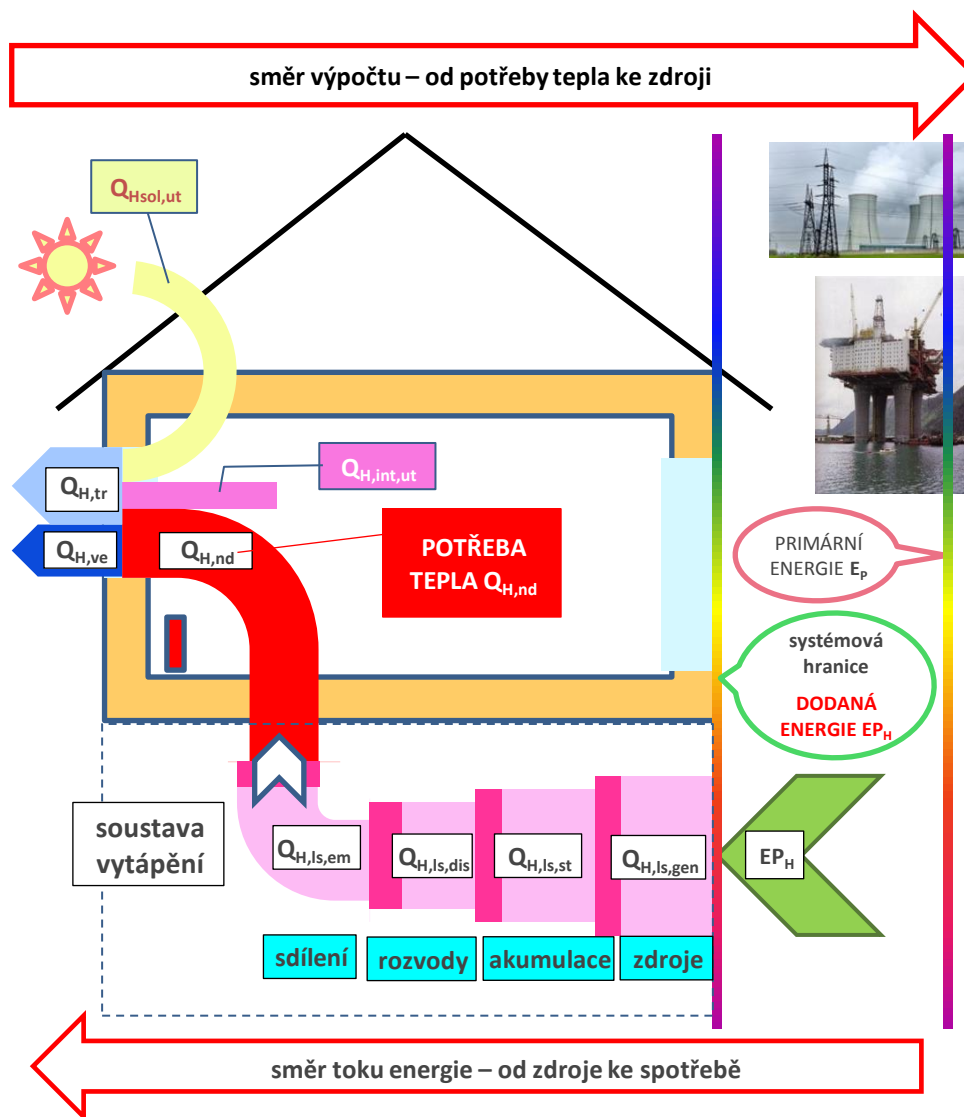 směr výpočtu – od potřeby tepla ke zdroji
QHsol,ut
QH,int,ut
QH,tr
QH,ve
QH,nd
POTŘEBA
TEPLA QH,nd
PRIMÁRNÍ
ENERGIE EP
systémová
hranice
DODANÁ
ENERGIE EPH
soustava
vytápění
QH,ls,em
QH,ls,dis
QH,ls,st
QH,ls,gen
EPH
sdílení
rozvody
akumulace
zdroje
směr toku energie – od zdroje ke spotřebě